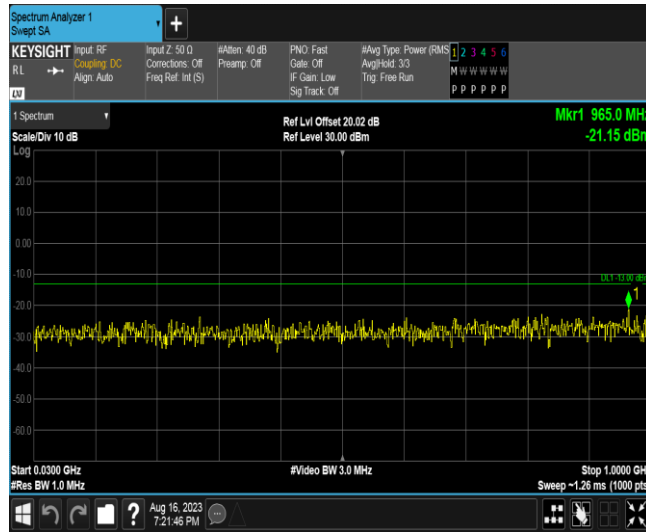 Spectrum Analyzer 1
Swept SA
+
KEYSIGHT
RL
LXI
Input: RF
Coupling: DC
Align: Auto
Input Z: 50 Ω
Corrections: Off
Freq Ref: Int (S)
#Atten: 40 dB
Preamp: Off
PNO: Fast
Gate: Off
IF Gain: Low
Sig Track: Off
#Avg Type: Power (RMS
Avg|Hold: 3/3
Trig: Free Run
1 2 3 4 5 6
M W W W W W
P P P P P P
1 Spectrum
Scale/Div 10 dB
Log
Ref Lvl Offset 20.02 dB
Ref Level 30.00 dBm
Mkr1 965.0 MHz
-21.15 dBm
20.0
10.0
0.00
-10.0
DL1 -13.00 dBm
1
-20.0
-30.0
-40.0
-50.0
-60.0
Start 0.0300 GHz
#Res BW 1.0 MHz
#Video BW 3.0 MHz
Stop 1.0000 GH
Sweep ~1.26 ms (1000 pts
?
Aug 16, 2023
7:21:46 PM